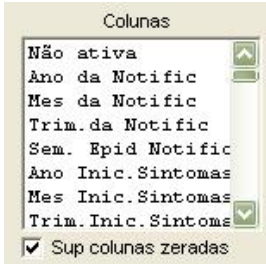 Colunas
Não ativa
Ano da Notific
Mes da Notific
Trim.da Notific
Sem. Epid Notific
Ano Inic.Sintomas
Mes Inic.Sintomas
Trim.Inic.Sintoms
Sup colunas zeradas